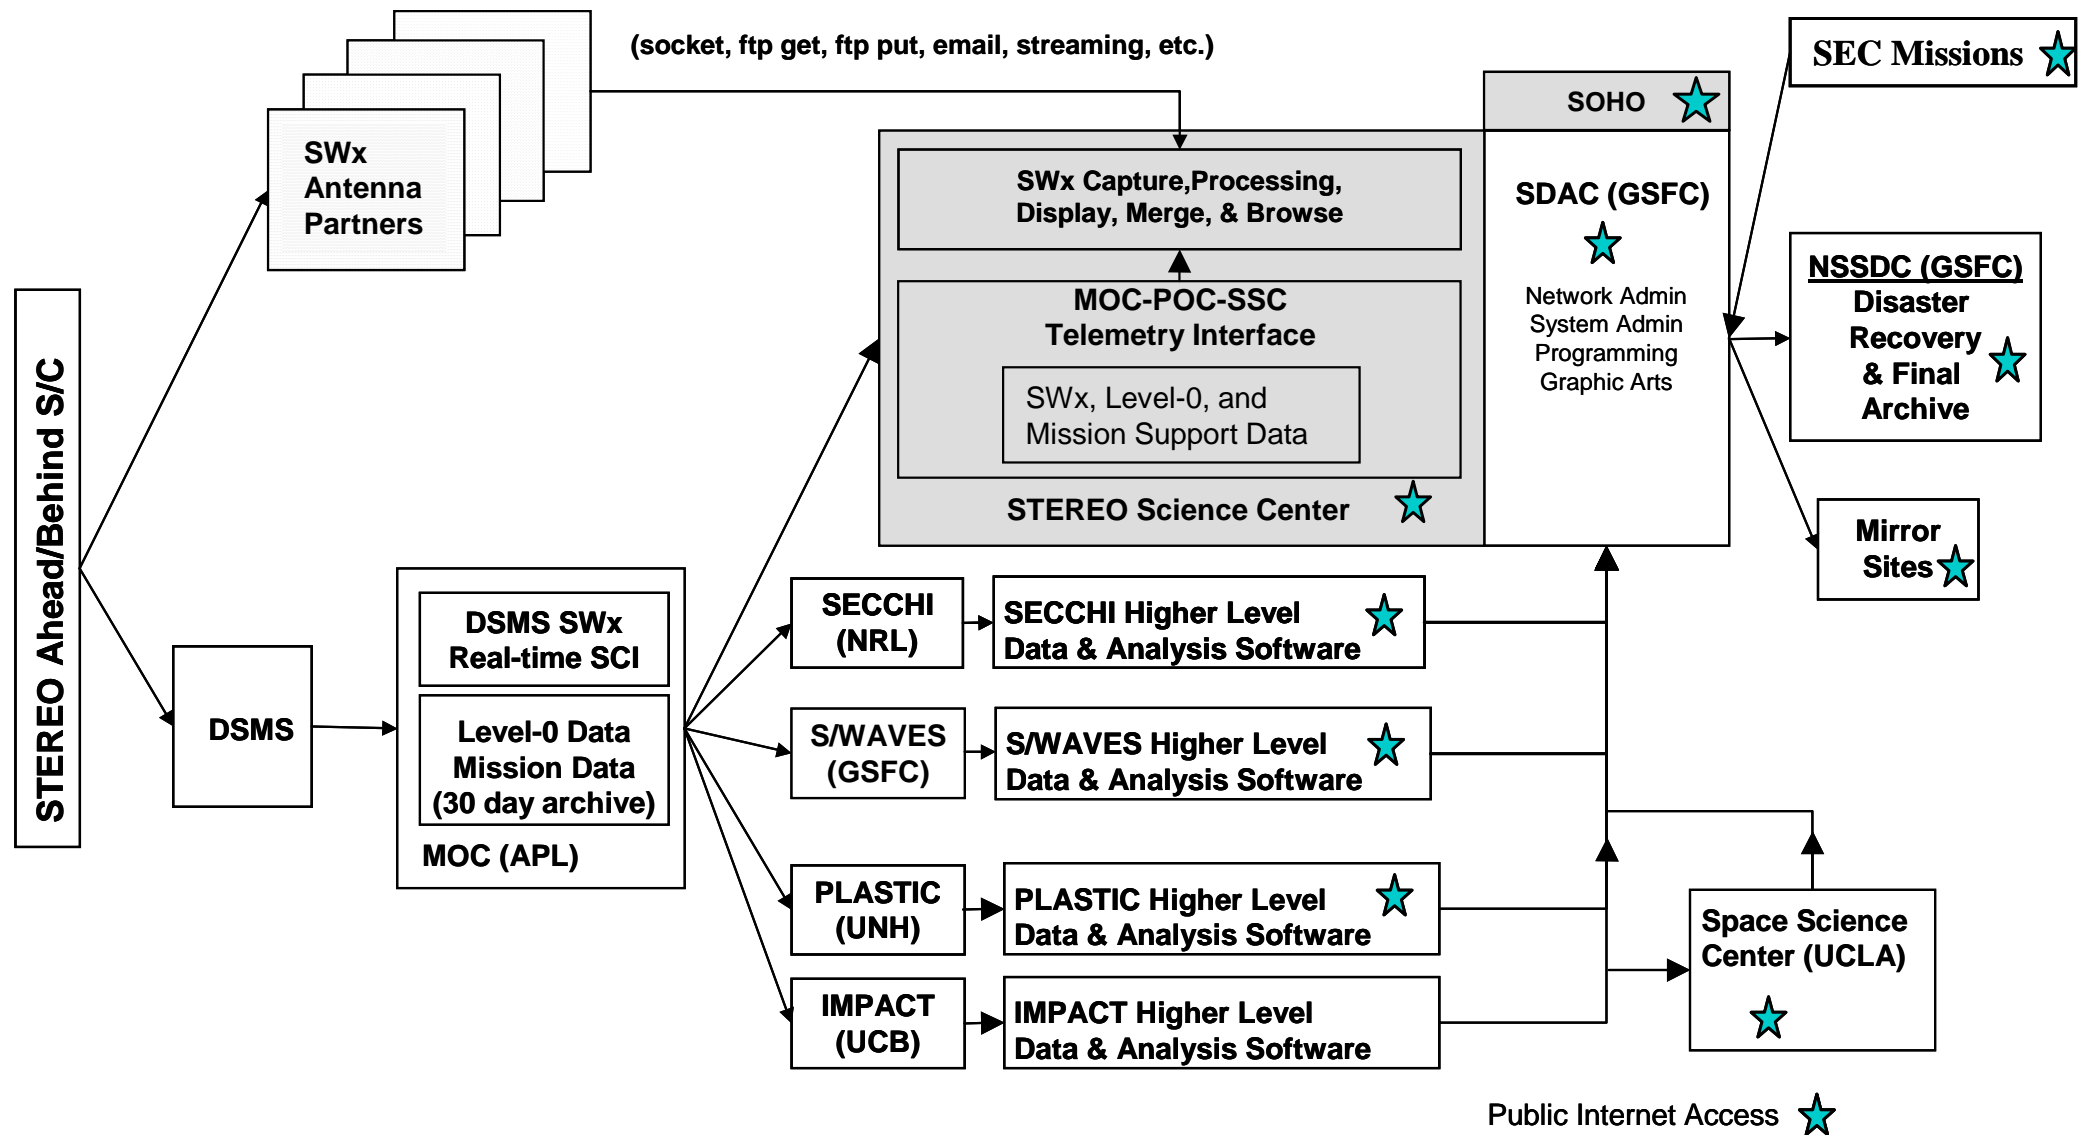 (socket, ftp get, ftp put, email, streaming, etc.)
SEC Missions
SOHO
SWx
Antenna
Partners
SWx Capture,Processing,
Display, Merge, & Browse
SDAC (GSFC)
Network Admin
System Admin
Programming
Graphic Arts
NSSDC (GSFC)
Disaster
Recovery
& Final
Archive
MOC-POC-SSC
Telemetry Interface
SWx, Level-0, and
Mission Support Data
STEREO Science Center
STEREO Ahead/Behind S/C
Mirror
Sites
DSMS
DSMS SWx
Real-time SCI
Level-0 Data
Mission Data
(30 day archive)
MOC (APL)
SECCHI
(NRL)
SECCHI Higher Level
Data & Analysis Software
S/WAVES
(GSFC)
S/WAVES Higher Level
Data & Analysis Software
PLASTIC
(UNH)
PLASTIC Higher Level
Data & Analysis Software
IMPACT
(UCB)
IMPACT Higher Level
Data & Analysis Software
Space Science
Center (UCLA)
Public Internet Access